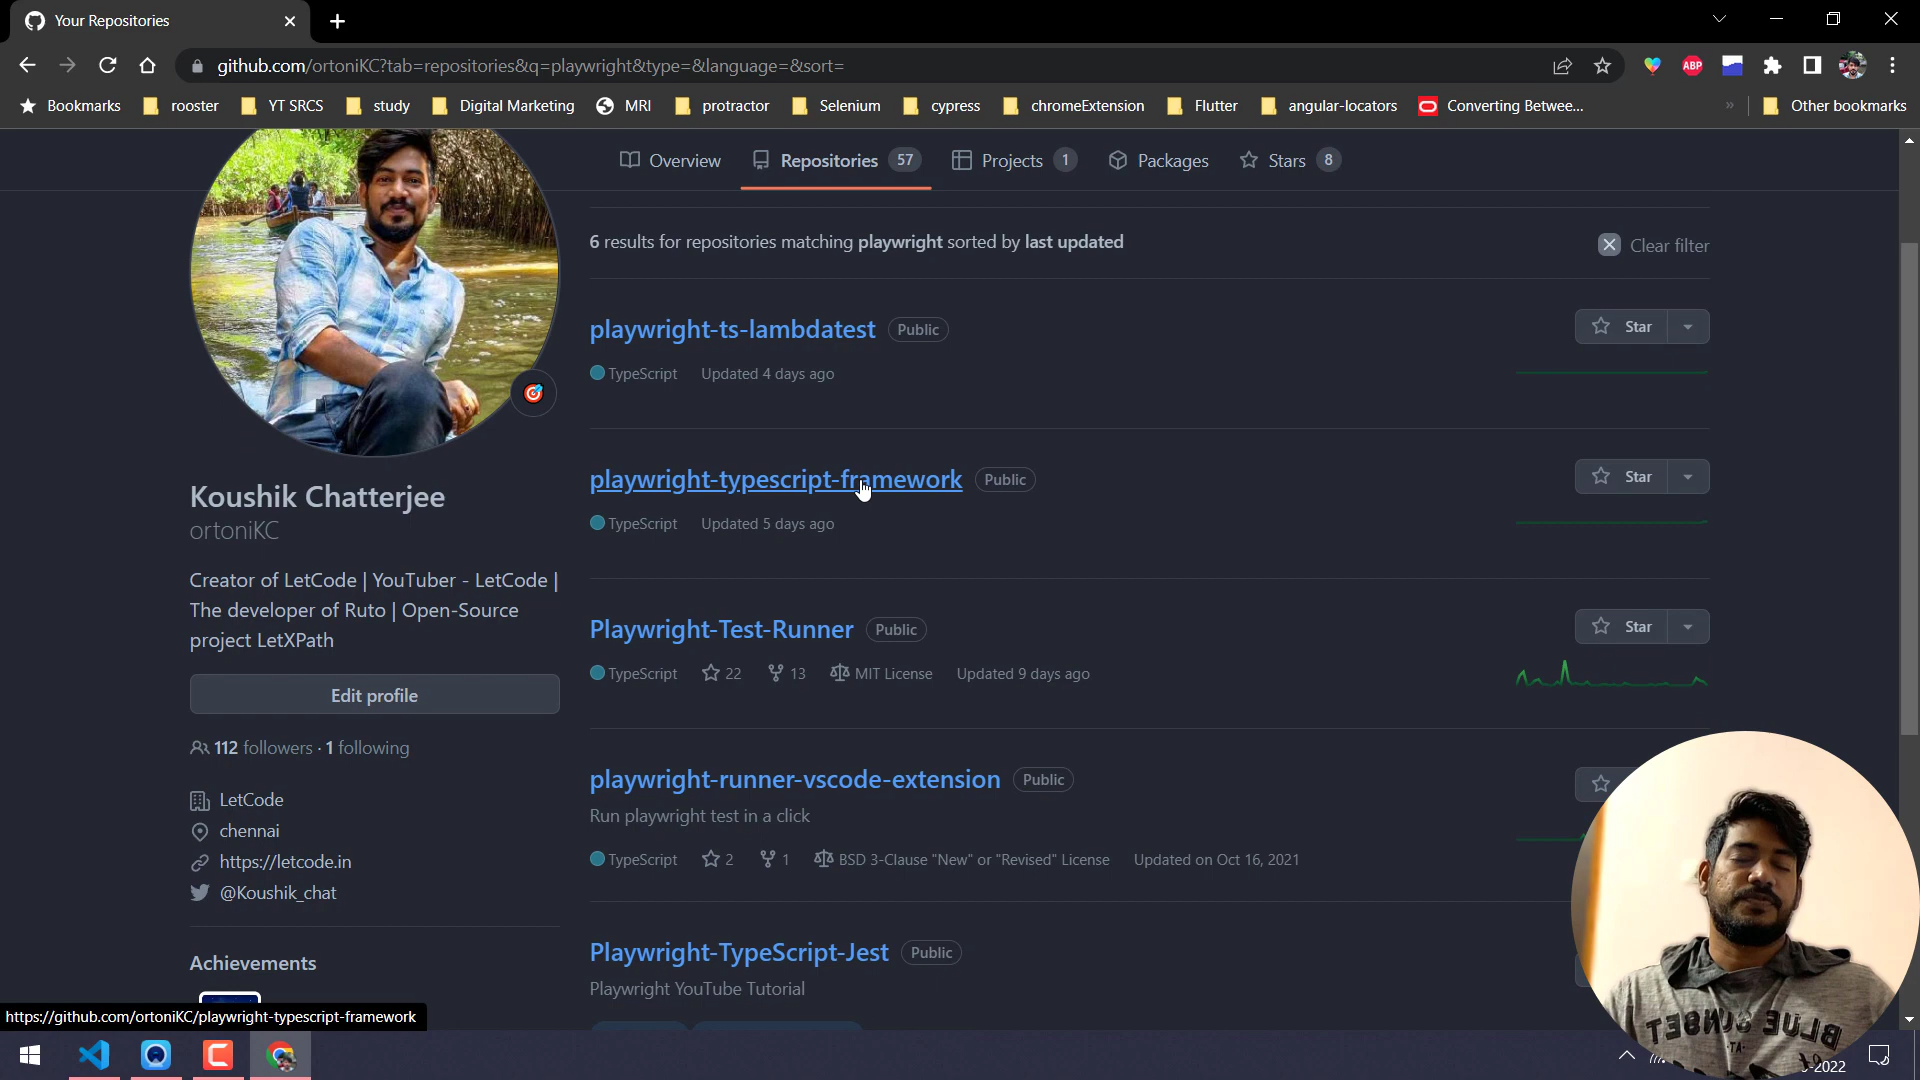 Your Repositories
github.com/ortoniKC?tab=repositories&q=playwright&type=&language=&sort=
ABP
Bookmarks rooster YT SRCS study Digital Marketing MRI protractor Selenium cypress chromeExtension Flutter angular-locators Converting Betwee... » Other bookmarks
Overview Repositories 57 Projects 1 Packages Stars 8
6 results for repositories matching playwright sorted by last updated
Clear filter
playwright-ts-lambdatest Public
Star
TypeScript Updated 4 days ago
playwright-typescript-framework Public
Star
TypeScript Updated 5 days ago
Playwright-Test-Runner Public
Star
TypeScript 22 13 MIT License Updated 9 days ago
playwright-runner-vscode-extension Public
Run playwright test in a click
TypeScript 2 1 BSD 3-Clause "New" or "Revised" License Updated on Oct 16, 2021
Playwright-TypeScript-Jest Public
Playwright YouTube Tutorial
Koushik Chatterjee
ortoniKC
Creator of LetCode | YouTuber - LetCode |
The developer of Ruto | Open-Source
project LetXPath
Edit profile
112 followers · 1 following
LetCode
chennai
https://letcode.in
@Koushik_chat
Achievements
https://github.com/ortoniKC/playwright-typescript-framework
BLUE SUNSET
-2022